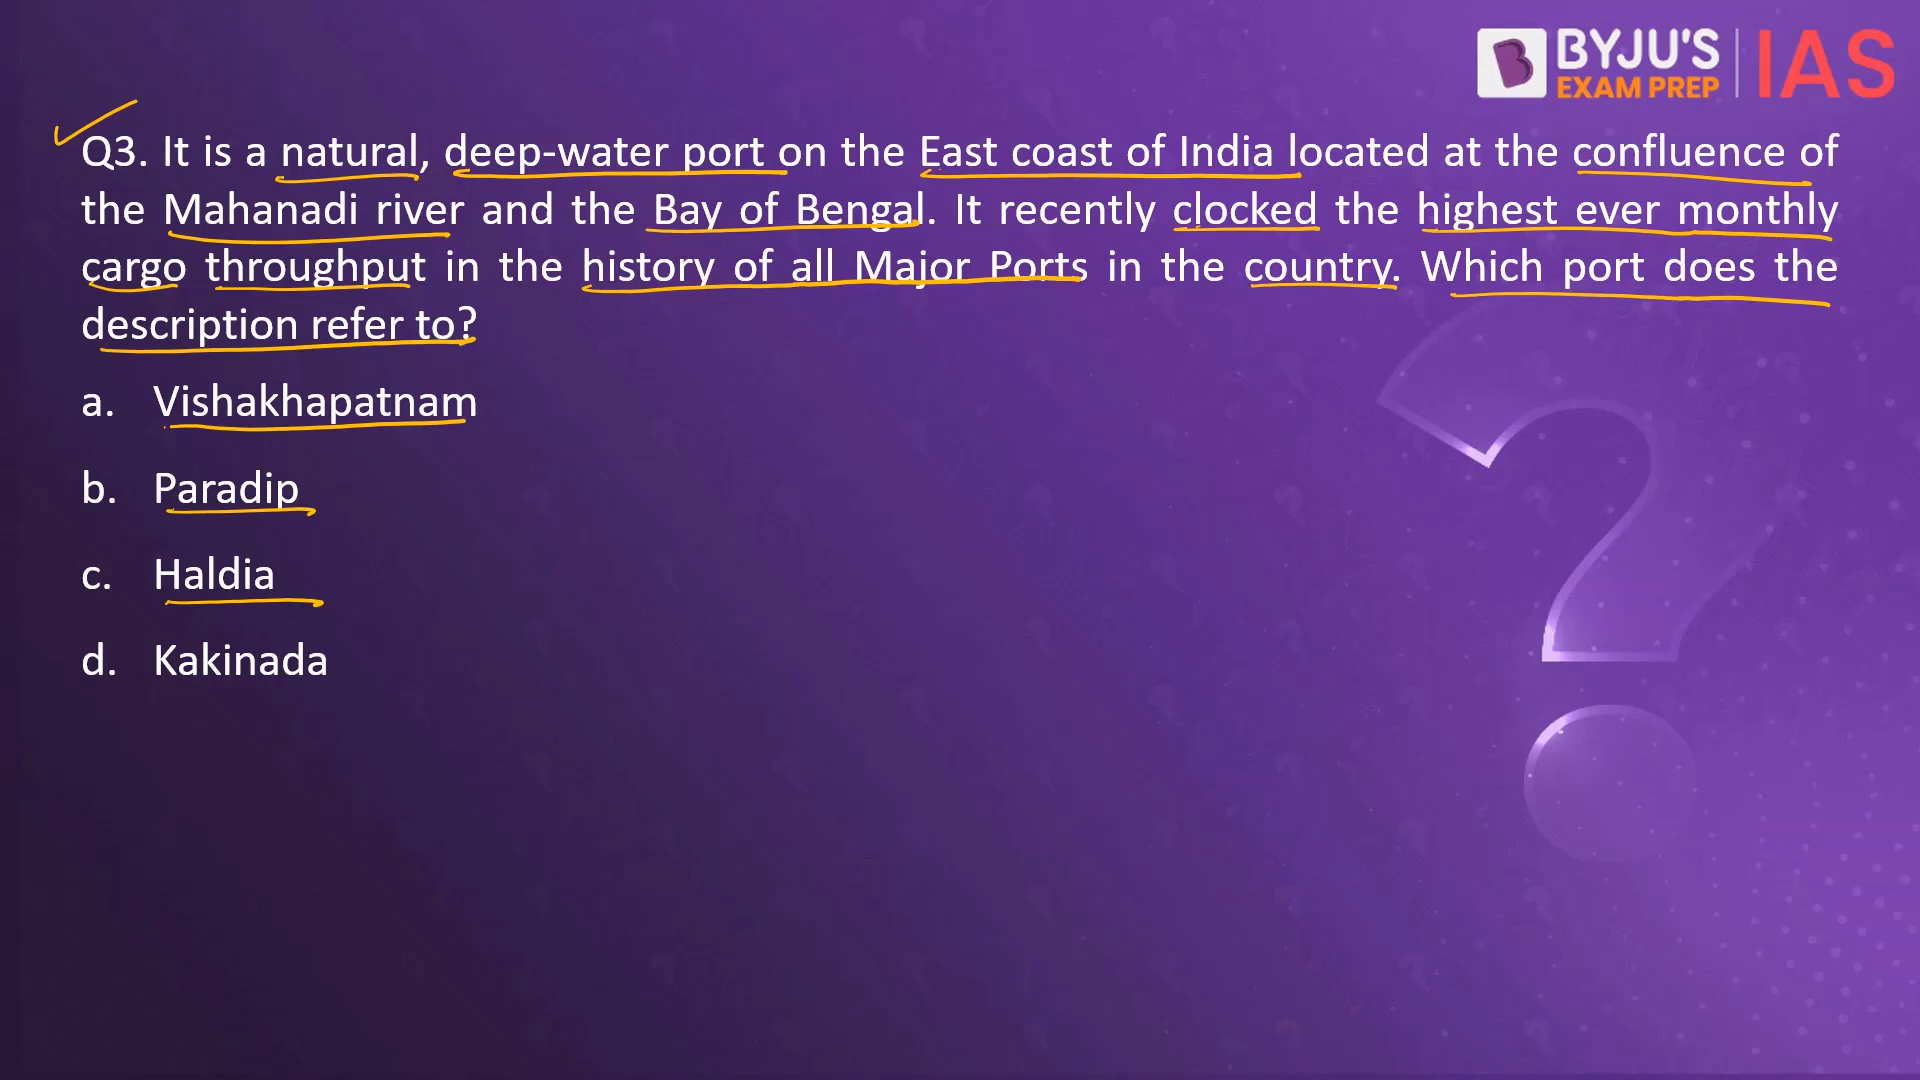 BYJU'S
EXAM PREP
IAS
Q3. It is a natural, deep-water port on the East coast of India located at the confluence of
the Mahanadi river and the Bay of Bengal. It recently clocked the highest ever monthly
cargo throughput in the history of all Major Ports in the country. Which port does the
description refer to?
a. Vishakhapatnam
b. Paradip
c. Haldia
d. Kakinada